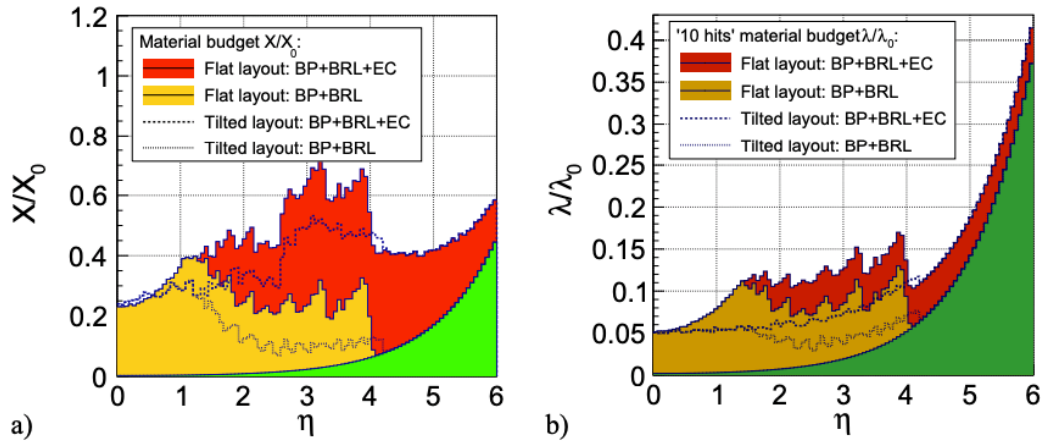 1.2
1
0.8
0.6
0.4
0.2
0
X/X₀
Material budget X/X₀:
Flat layout: BP+BRL+EC
Flat layout: BP+BRL
Tilted layout: BP+BRL+EC
Tilted layout: BP+BRL
0 1 2 3 4 5 6
η
a)
0.4
0.35
0.3
0.25
0.2
0.15
0.1
0.05
0
λ/λ₀
'10 hits' material budget λ/λ₀:
Flat layout: BP+BRL+EC
Flat layout: BP+BRL
Tilted layout: BP+BRL+EC
Tilted layout: BP+BRL
0 1 2 3 4 5 6
η
b)